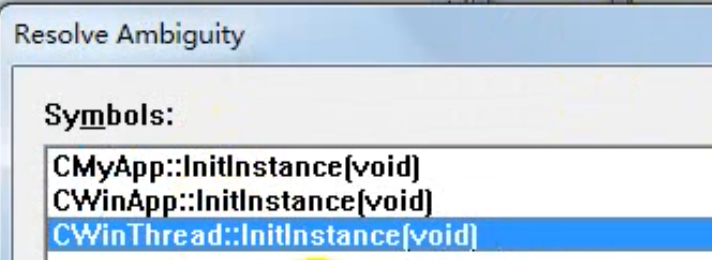 Resolve Ambiguity
Symbols:
CMyApp::InitInstance(void)
CWinApp::InitInstance(void)
CWinThread::InitInstance(void)